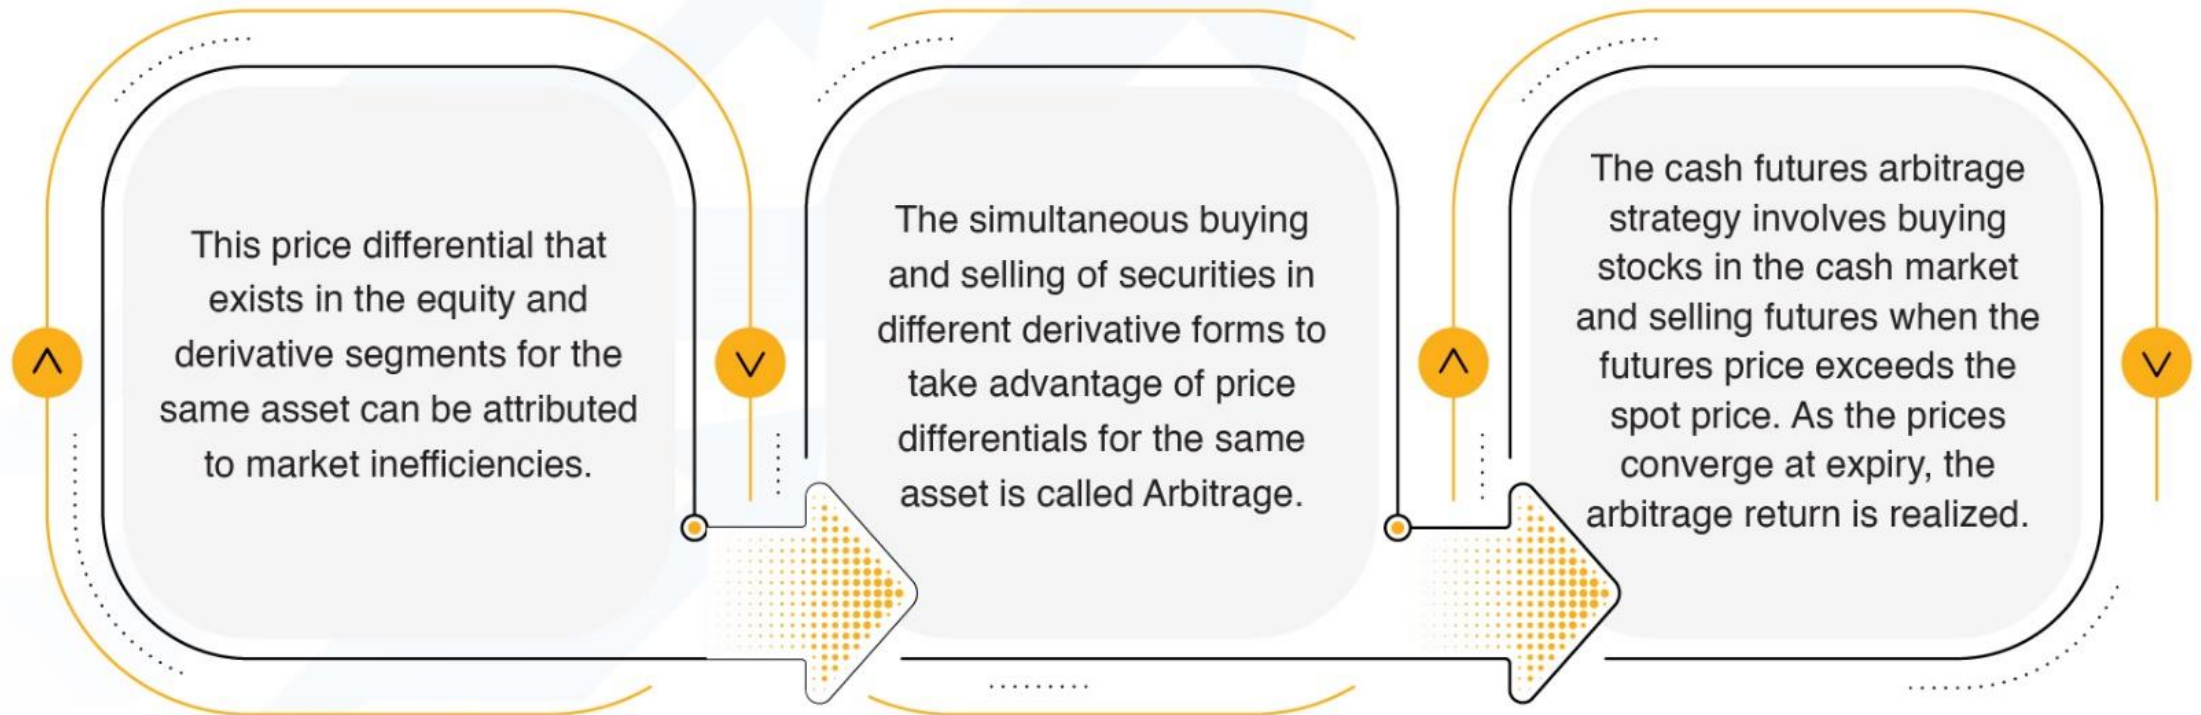 This price differential that
exists in the equity and
derivative segments for the
same asset can be attributed
to market inefficiencies.
The simultaneous buying
and selling of securities in
different derivative forms to
take advantage of price
differentials for the same
asset is called Arbitrage.
The cash futures arbitrage
strategy involves buying
stocks in the cash market
and selling futures when the
futures price exceeds the
spot price. As the prices
converge at expiry, the
arbitrage return is realized.